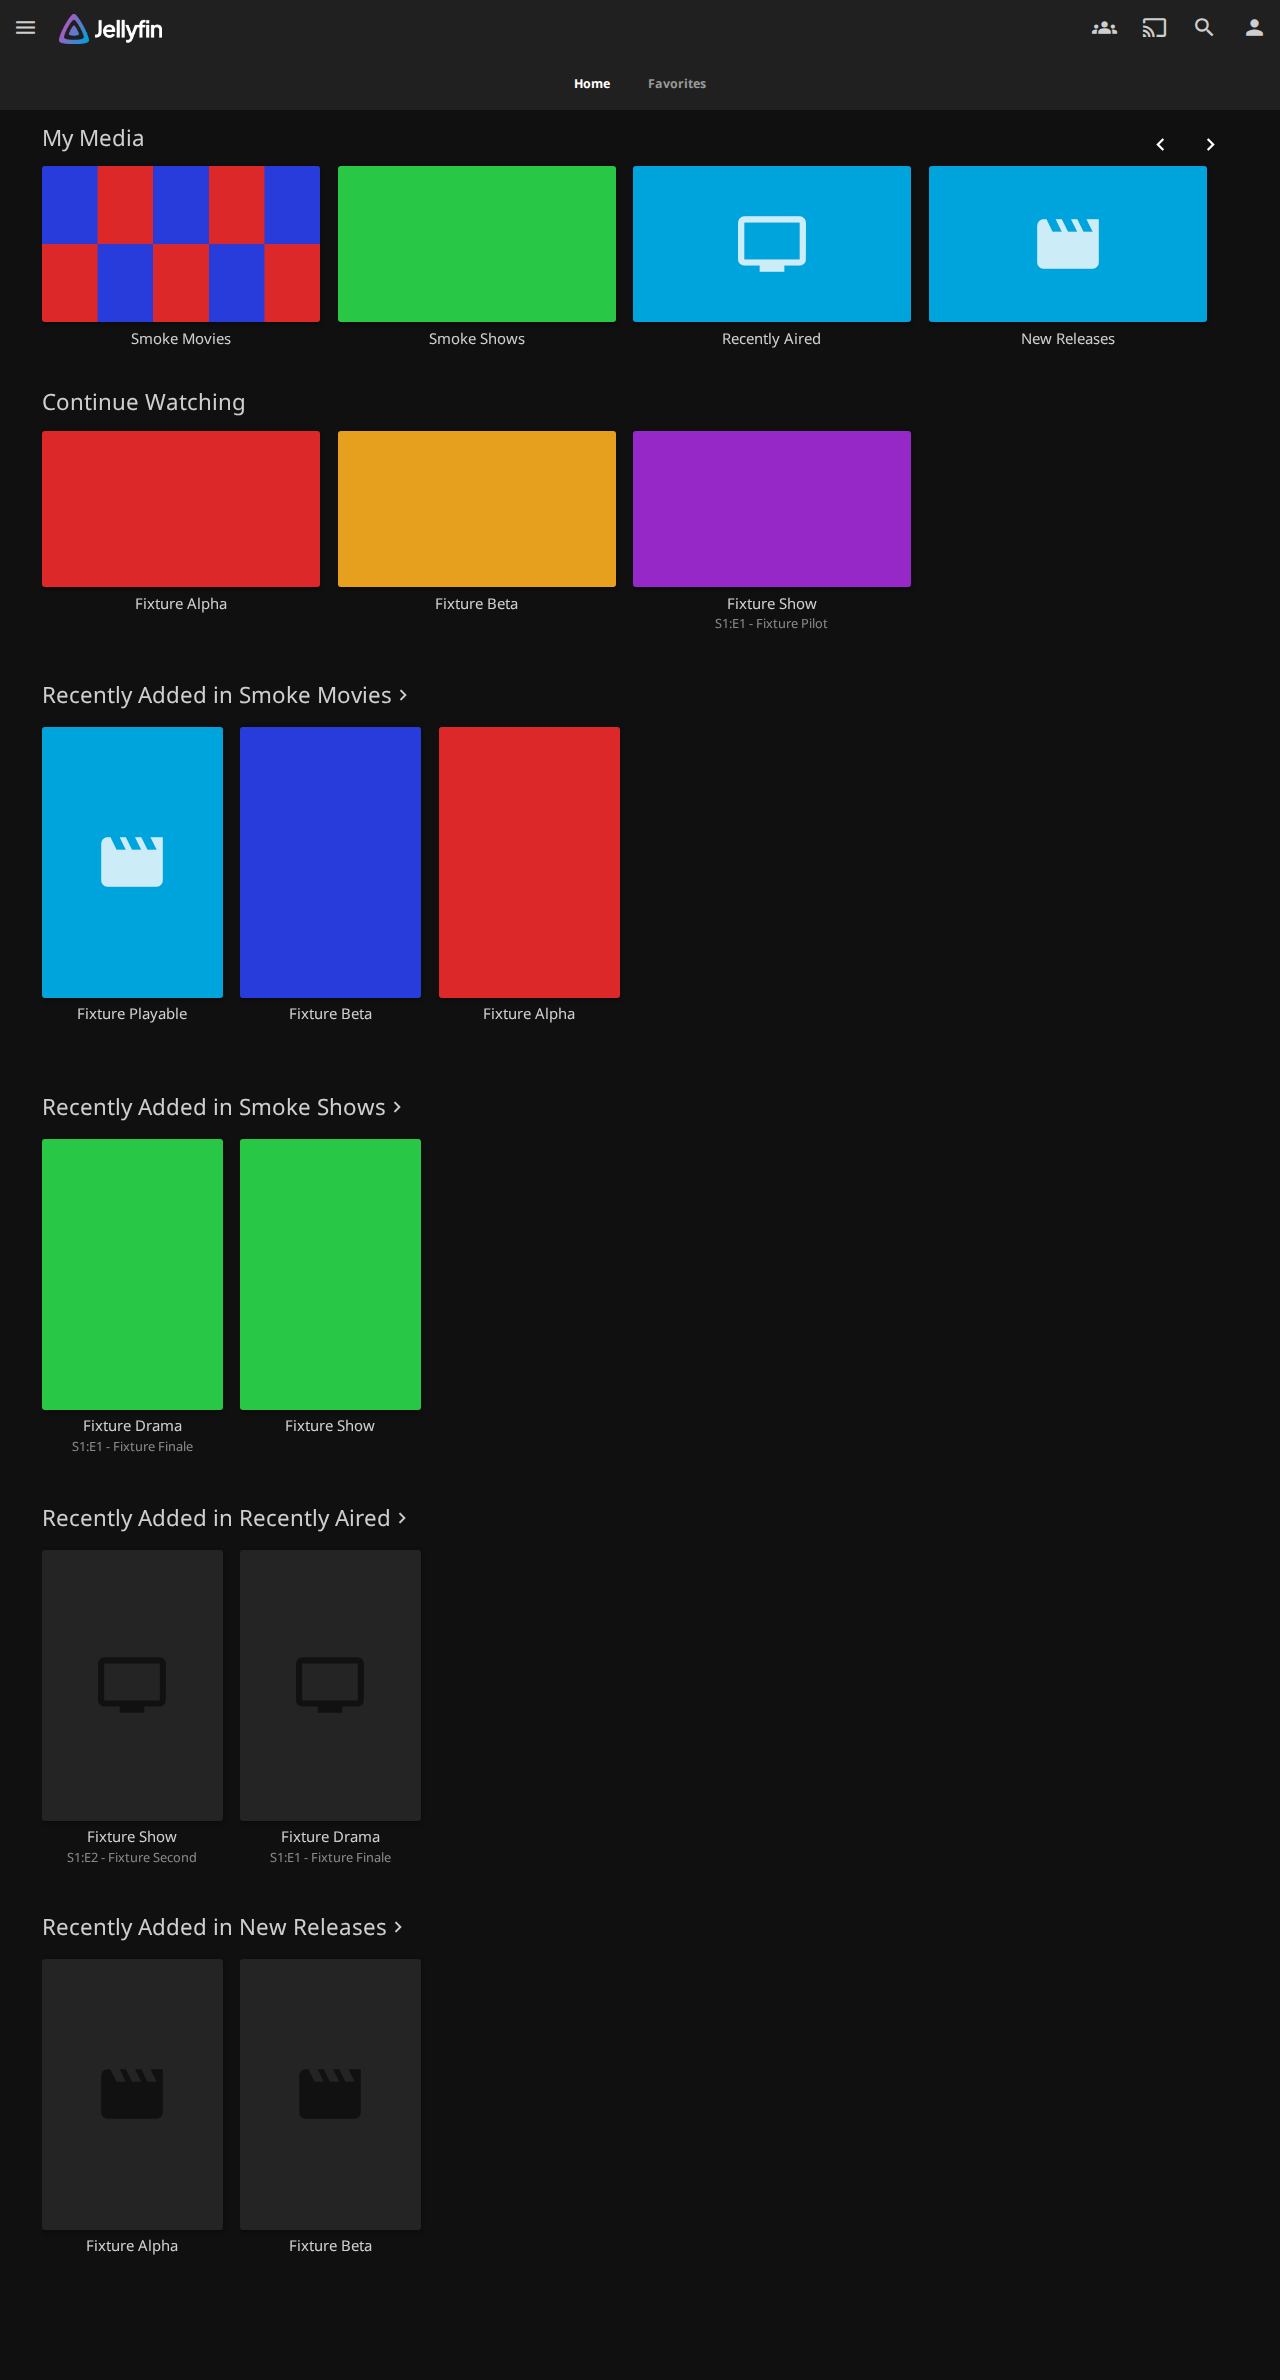 Jellyfin
Home
Favorites
My Media
Smoke Movies
Smoke Shows
Recently Aired
New Releases
Continue Watching
Fixture Alpha
Fixture Beta
Fixture Show
S1:E1 - Fixture Pilot
Recently Added in Smoke Movies
Fixture Playable
Fixture Beta
Fixture Alpha
Recently Added in Smoke Shows
Fixture Drama
S1:E1 - Fixture Finale
Fixture Show
Recently Added in Recently Aired
Fixture Show
S1:E2 - Fixture Second
Fixture Drama
S1:E1 - Fixture Finale
Recently Added in New Releases
Fixture Alpha
Fixture Beta